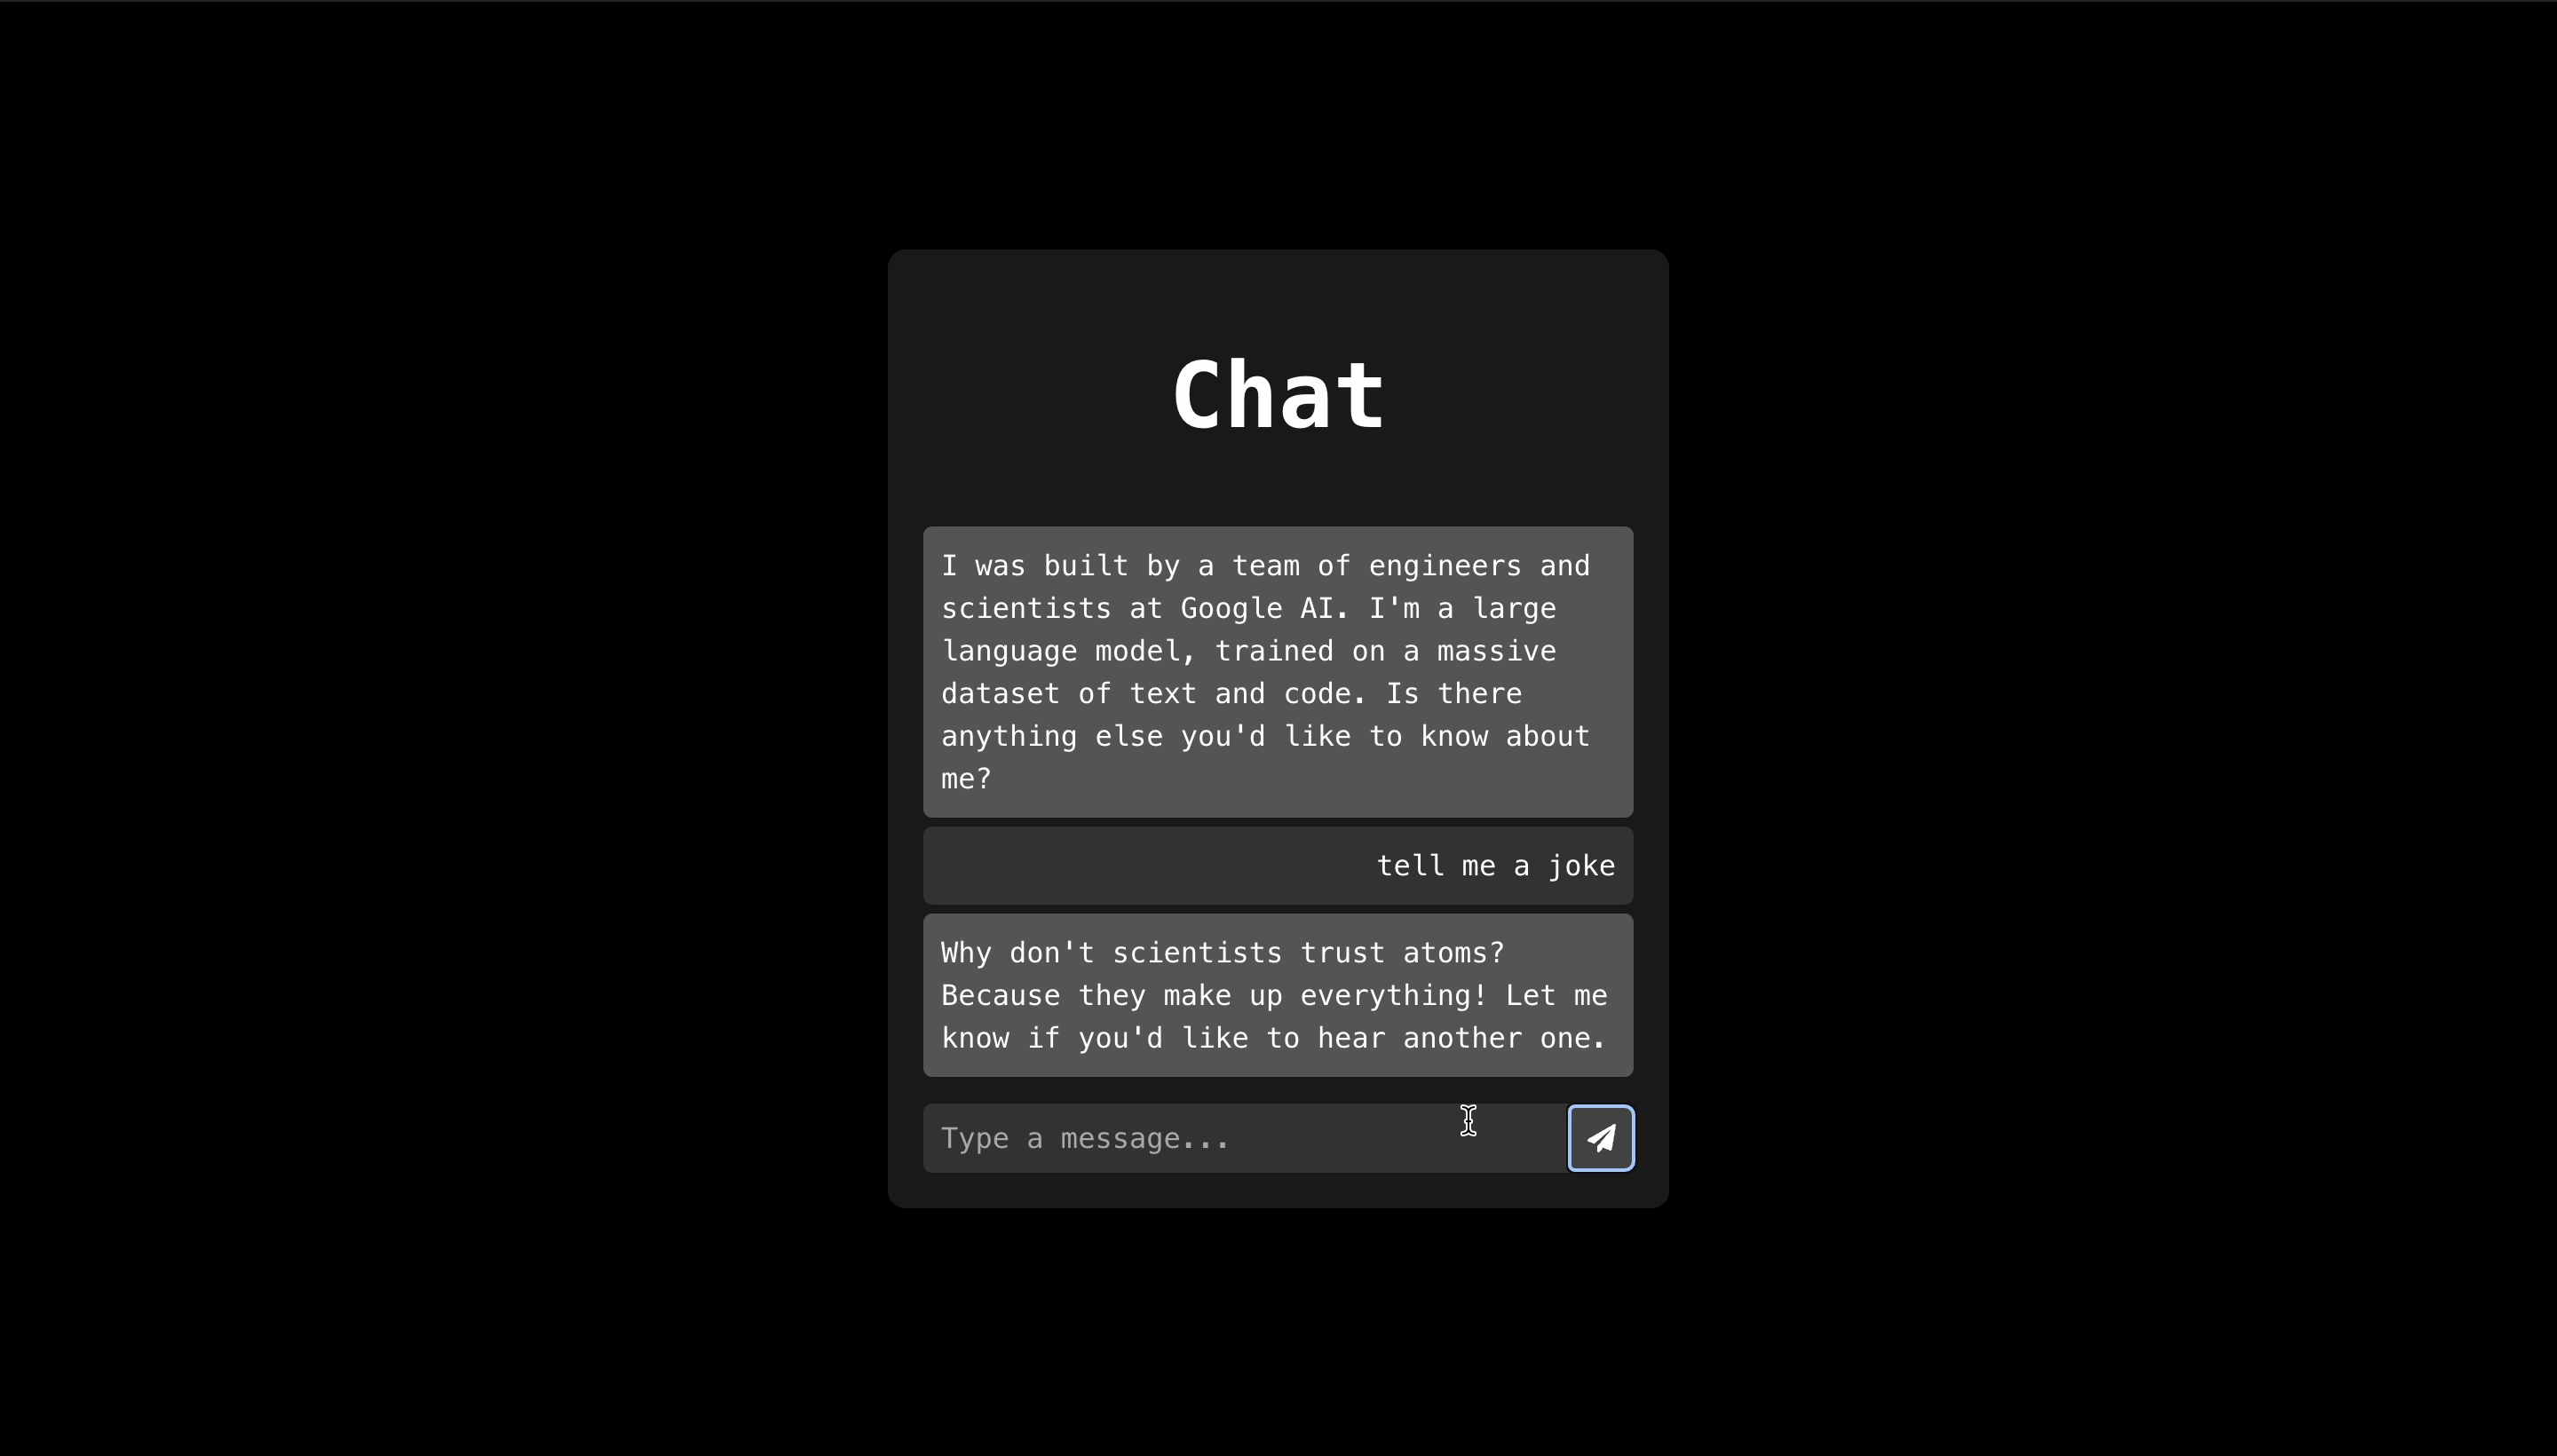 Chat
I was built by a team of engineers and
scientists at Google AI. I'm a large
language model, trained on a massive
dataset of text and code. Is there
anything else you'd like to know about
me?
tell me a joke
Why don't scientists trust atoms?
Because they make up everything! Let me
know if you'd like to hear another one.
Type a message...